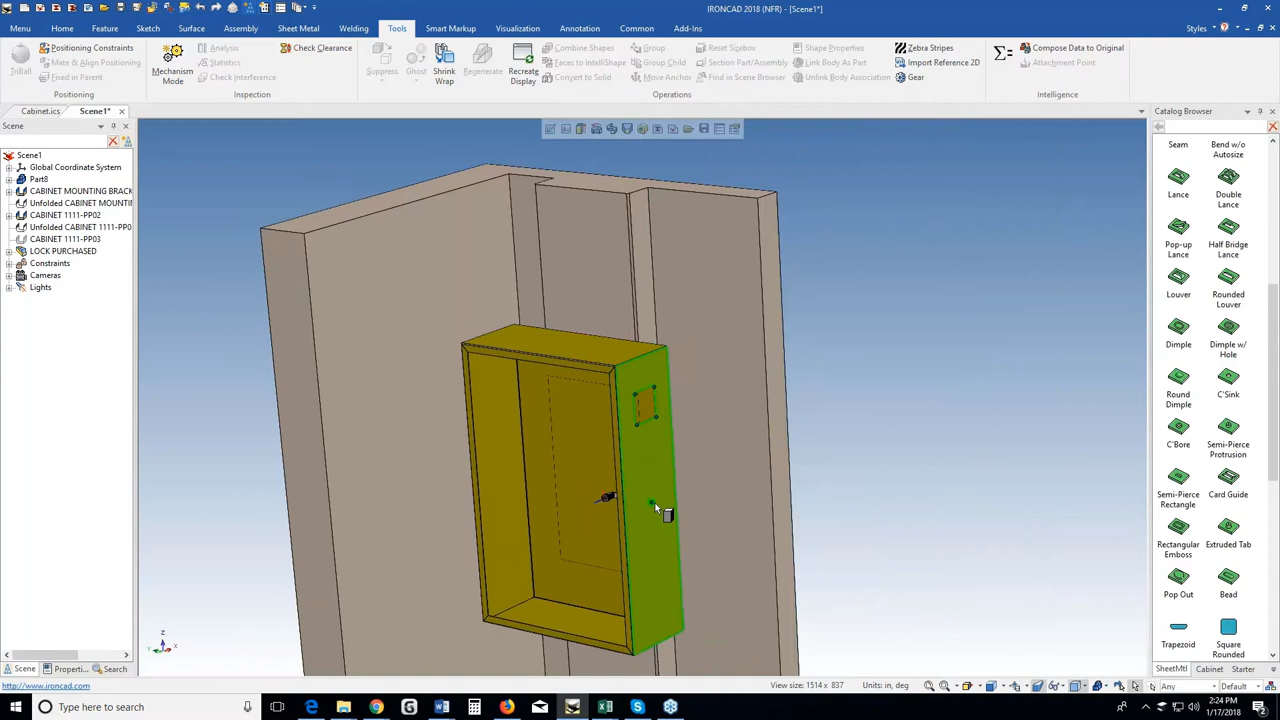 IRONCAD 2018 (NFR) - [Scene1*]
Menu Home Feature Sketch Surface Assembly Sheet Metal Welding Tools Smart Markup Visualization Annotation Common Add-Ins Styles
TriBall
Positioning Constraints
Mate & Align Positioning
Fixed in Parent
Positioning
Mechanism Mode
Analysis
Statistics
Check Interference
Check Clearance
Inspection
Suppress
Ghost
Shrink Wrap
Regenerate
Recreate Display
Combine Shapes
Faces to IntelliShape
Convert to Solid
Group
Group Child
Move Anchor
Reset Sizebox
Section Part/Assembly
Find in Scene Browser
Shape Properties
Link Body As Part
Unlink Body Association
Operations
Zebra Stripes
Import Reference 2D
Gear
Compose Data to Original
Attachment Point
Intelligence
Cabinet.ics Scene1*
Scene
Scene1
Global Coordinate System
Part8
CABINET MOUNTING BRACK
Unfolded CABINET MOUNTIN
CABINET 1111-PP02
Unfolded CABINET 1111-PP0
CABINET 1111-PP03
LOCK PURCHASED
Constraints
Cameras
Lights
Scene Properti... Search
Z
X
Catalog Browser
Seam
Bend w/o Autosize
Lance
Double Lance
Pop-up Lance
Half Bridge Lance
Louver
Rounded Louver
Dimple
Dimple w/ Hole
Round Dimple
C'Sink
C'Bore
Semi-Pierce Protrusion
Semi-Pierce Rectangle
Card Guide
Rectangular Emboss
Extruded Tab
Pop Out
Bead
Trapezoid
Square Rounded
SheetMtl Cabinet Starter
http://www.ironcad.com
View size: 1514 x 837
Units: in, deg
Any
Default
Type here to search
2:24 PM
1/17/2018